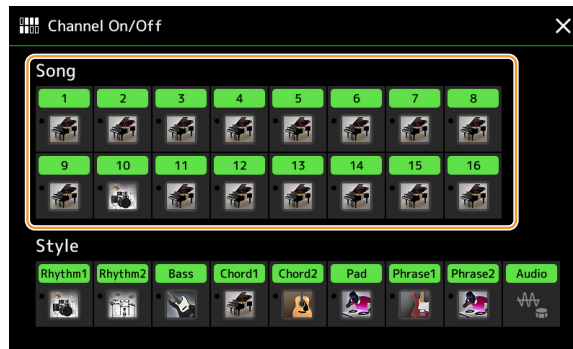 Channel On/Off
Song
1 2 3 4 5 6 7 8
9 10 11 12 13 14 15 16
Style
Rhythm1 Rhythm2 Bass Chord1 Chord2 Pad Phrase1 Phrase2 Audio